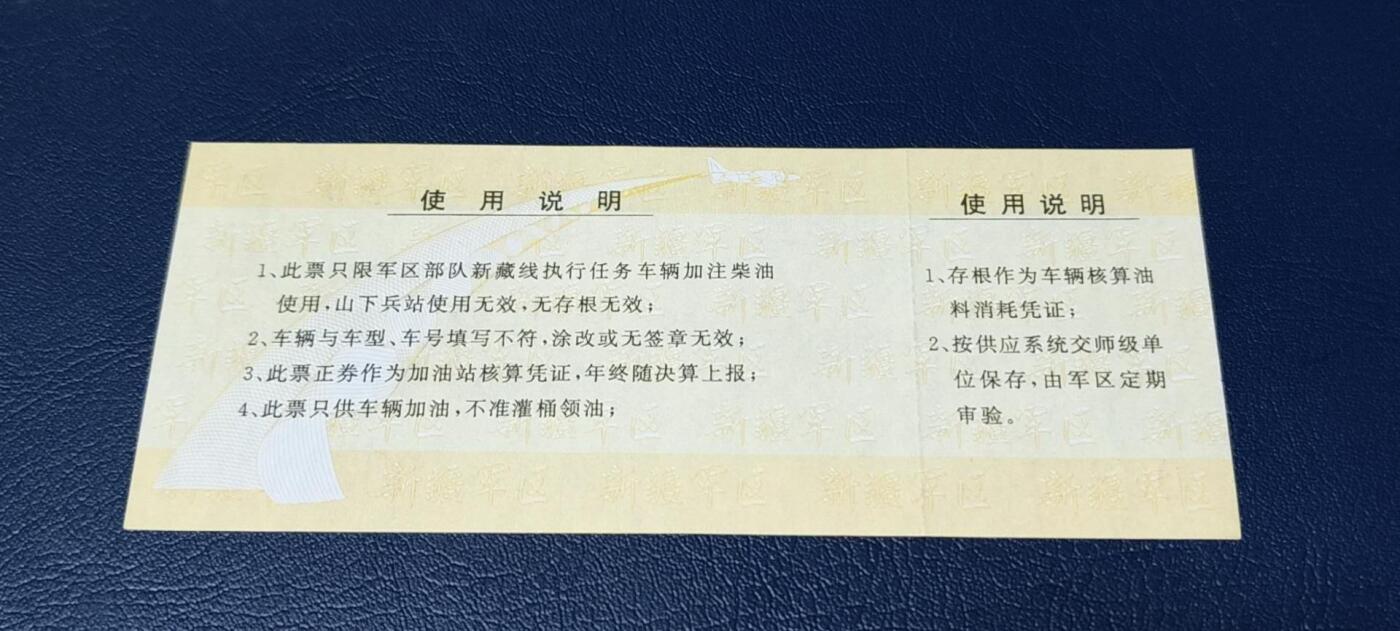 使用说明
1、此票只限军区部队新藏线执行任务车辆加注柴油
使用,山下兵站使用无效,无存根无效;
2、车辆与车型、车号填写不符,涂改或无签章无效;
3、此票正券作为加油站核算凭证,年终随决算上报;
4、此票只供车辆加油,不准灌桶领油;
使用说明
1、存根作为车辆核算油
料消耗凭证;
2、按供应系统交师级单
位保存,由军区定期
审验。
新疆军区